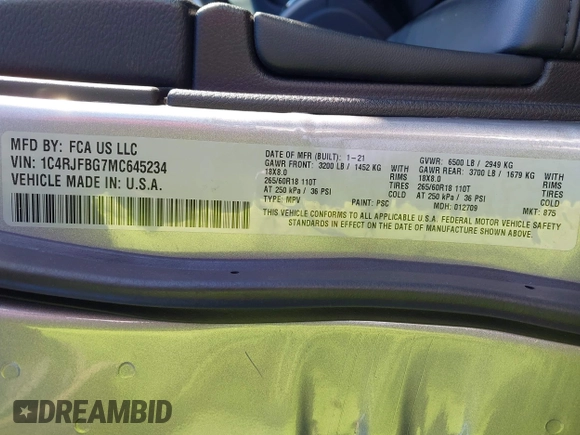 MFD BY: FCA US LLC
VIN: 1C4RJFBG7MC645234
VEHICLE MADE IN: U.S.A.
DATE OF MFR (BUILT): 1-21
GAWR FRONT: 3200 LB / 1452 KG
18X8.0
265/60R18 110T
AT 250 kPa / 36 PSI
TYPE: MPV
WITH
RIMS
TIRES
COLD
PAINT: PSC
GVWR: 6500 LB / 2949 KG
GAWR REAR: 3700 LB / 1679 KG
18X8.0
265/60R18 110T
AT 250 kPa / 36 PSI
MDH: 012709
WITH
RIMS
TIRES
COLD
MKT: 875
THIS VEHICLE CONFORMS TO ALL APPLICABLE U.S.A. FEDERAL MOTOR VEHICLE SAFETY
STANDARDS IN EFFECT ON THE DATE OF MANUFACTURE SHOWN ABOVE.
DREAMBID